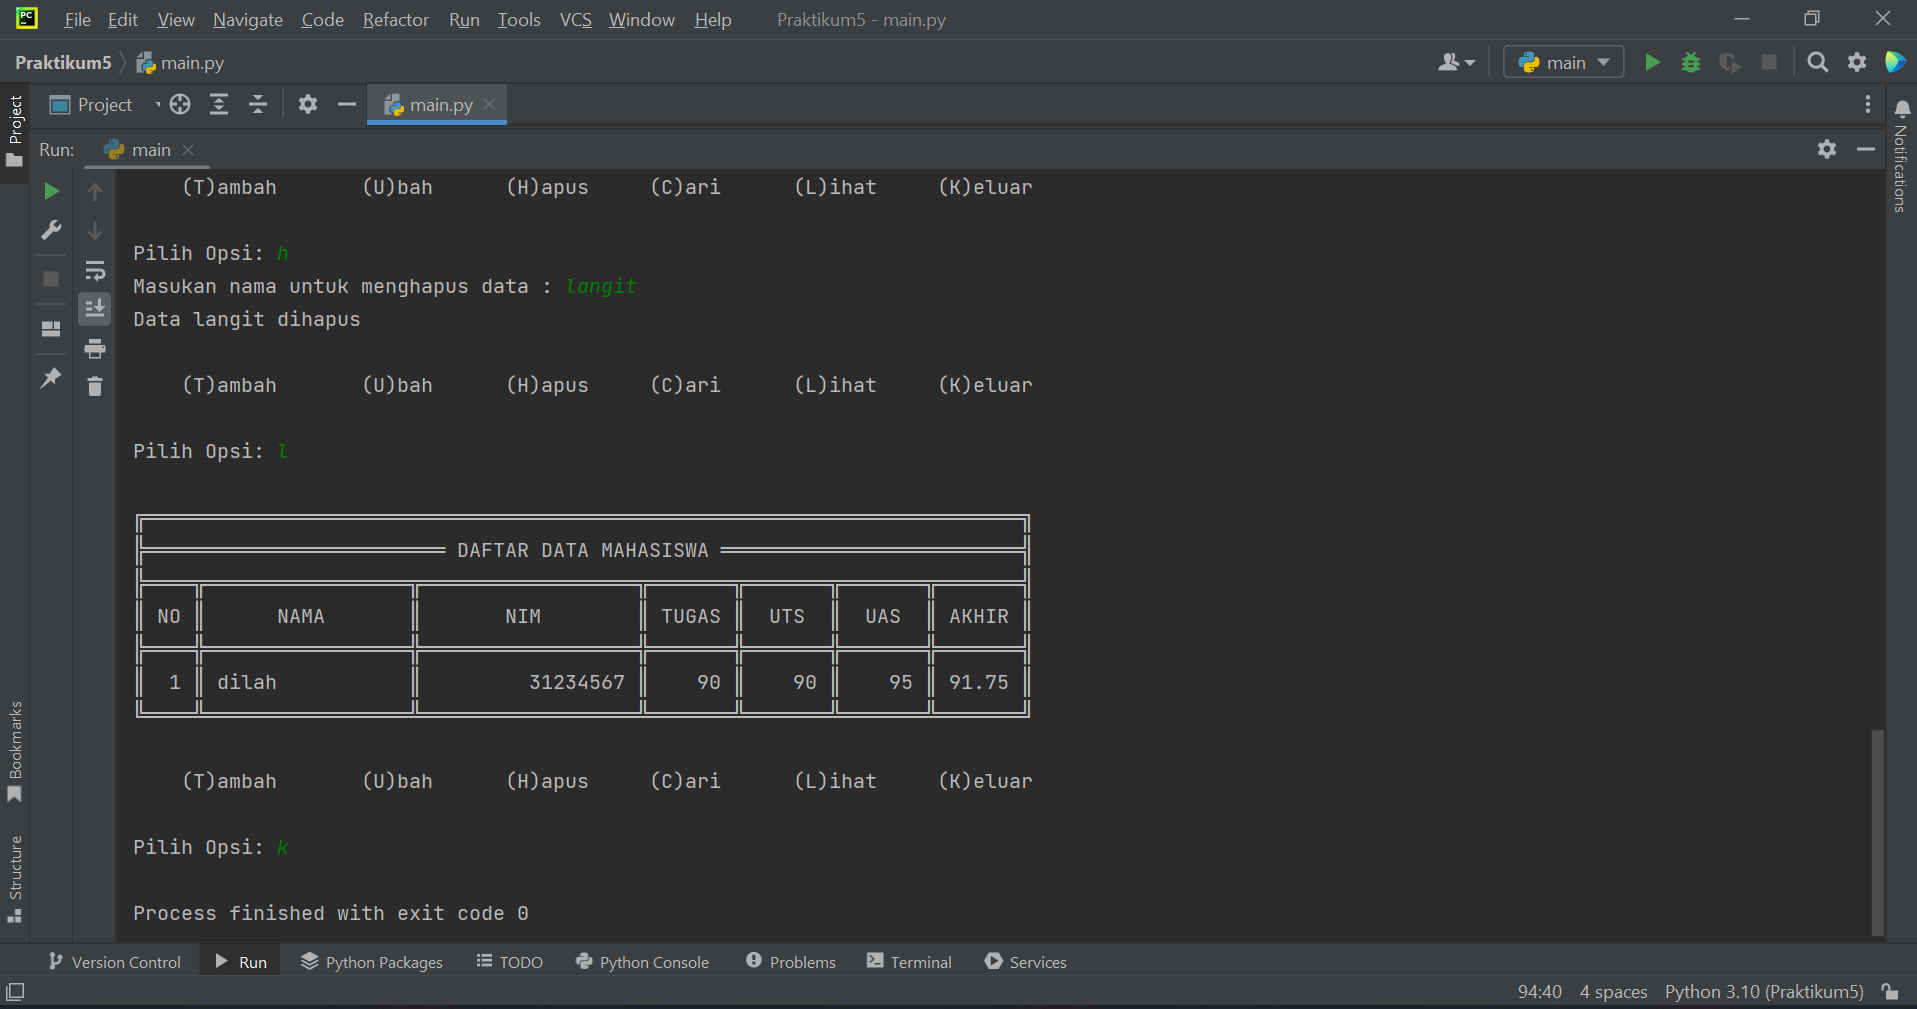 PC File Edit View Navigate Code Refactor Run Tools VCS Window Help Praktikum5 - main.py
Praktikum5 main.py main
Project main.py
Run: main
Project
Notifications
(T)ambah (U)bah (H)apus (C)ari (L)ihat (K)eluar
Pilih Opsi: h
Masukan nama untuk menghapus data : langit
Data langit dihapus
(T)ambah (U)bah (H)apus (C)ari (L)ihat (K)eluar
Pilih Opsi: l
DAFTAR DATA MAHASISWA
NO NAMA NIM TUGAS UTS UAS AKHIR
1 dilah 31234567 90 90 95 91.75
(T)ambah (U)bah (H)apus (C)ari (L)ihat (K)eluar
Pilih Opsi: k
Process finished with exit code 0
Bookmarks
Structure
Version Control Run Python Packages TODO Python Console Problems Terminal Services
94:40 4 spaces Python 3.10 (Praktikum5)